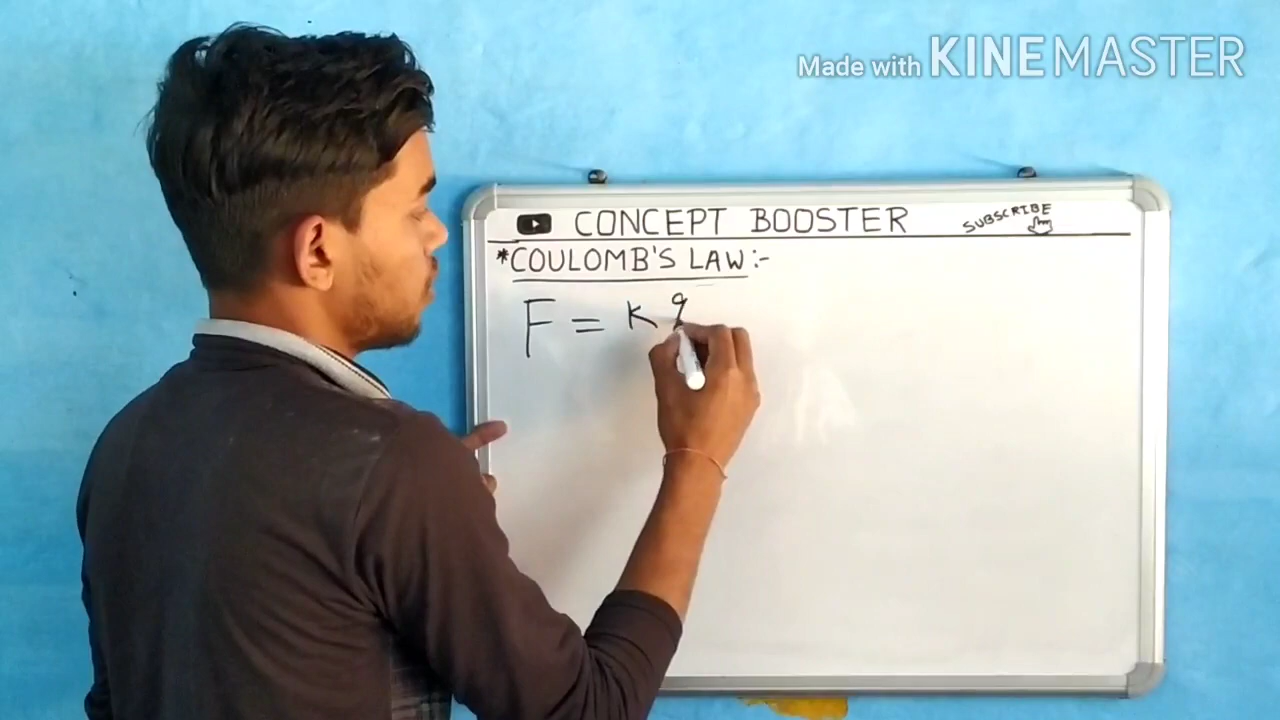 Made with KINEMASTER
CONCEPT BOOSTER SUBSCRIBE
*COULOMB'S LAW :-
F = K q